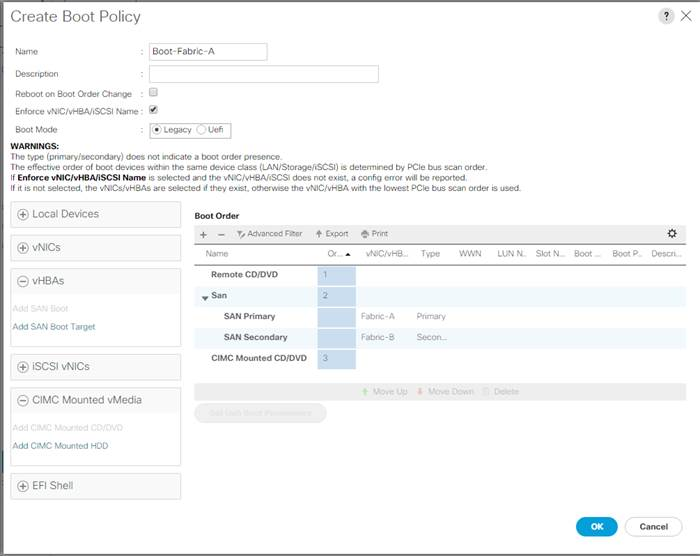 Create Boot Policy
?
Name : Boot-Fabric-A
Description :
Reboot on Boot Order Change :
Enforce vNIC/vHBA/iSCSI Name :
Boot Mode : Legacy Uefi
WARNINGS:
The type (primary/secondary) does not indicate a boot order presence.
The effective order of boot devices within the same device class (LAN/Storage/iSCSI) is determined by PCIe bus scan order.
If Enforce vNIC/vHBA/iSCSI Name is selected and the vNIC/vHBA/iSCSI does not exist, a config error will be reported.
If it is not selected, the vNICs/vHBAs are selected if they exist, otherwise the vNIC/vHBA with the lowest PCIe bus scan order is used.
Local Devices
vNICs
vHBAs
Add SAN Boot
Add SAN Boot Target
iSCSI vNICs
CIMC Mounted vMedia
Add CIMC Mounted CD/DVD
Add CIMC Mounted HDD
EFI Shell
Boot Order
+ − Advanced Filter Export Print
Name Or... vNIC/vHB... Type WWN LUN N.. Slot N... Boot ... Boot P.. Descri...
Remote CD/DVD 1
San 2
SAN Primary Fabric-A Primary
SAN Secondary Fabric-B Secon...
CIMC Mounted CD/DVD 3
Move Up Move Down Delete
Set Uefi Boot Parameters
OK Cancel